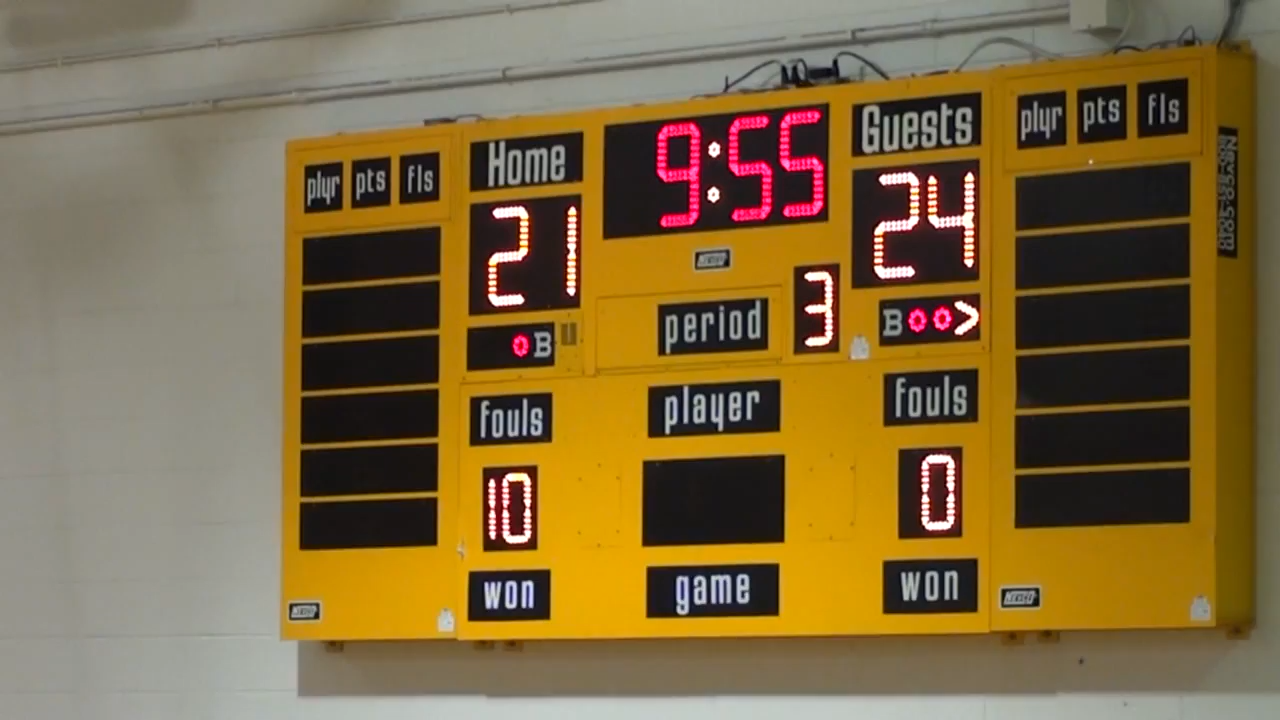 plyr pts fls
Home
9:55
Guests
plyr pts fls
21
24
period 3
B
B
fouls
player
fouls
10
0
won
game
won